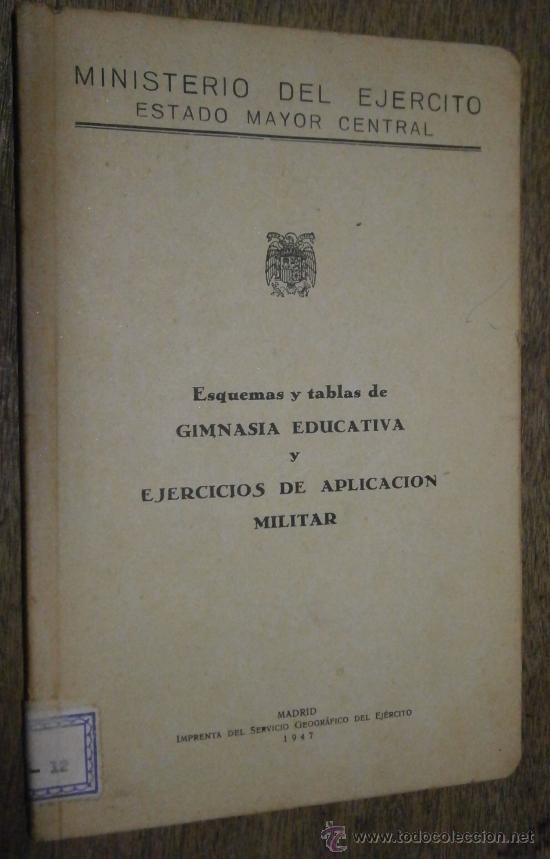 MINISTERIO DEL EJERCITO
ESTADO MAYOR CENTRAL
Esquemas y tablas de
GIMNASIA EDUCATIVA
y
EJERCICIOS DE APLICACION
MILITAR
MADRID
IMPRENTA DEL SERVICIO GEOGRÁFICO DEL EJÉRCITO
1947
- 12
www.todocoleccion.net